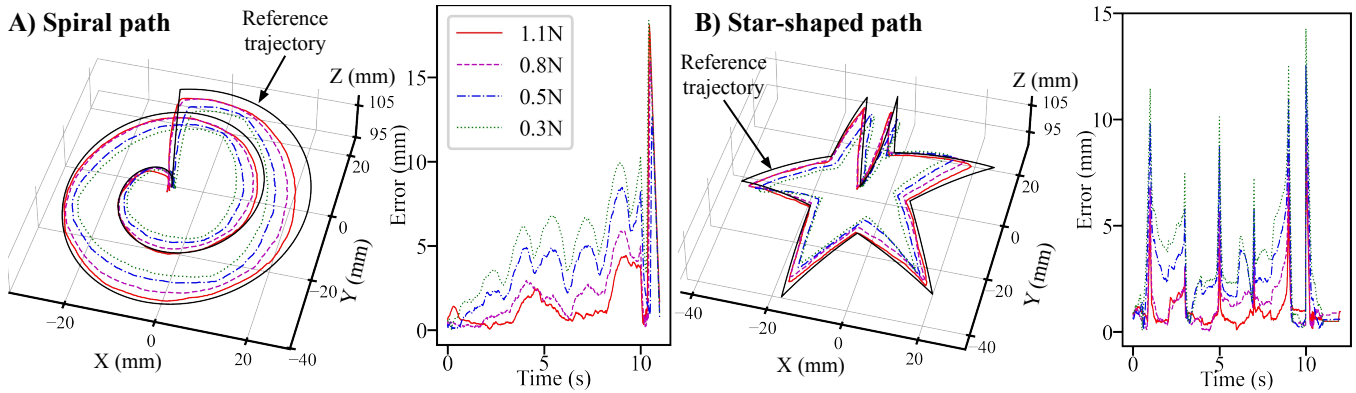 A) Spiral path
Reference
trajectory
Z (mm)
105
95
20
0
−20
−40
Y (mm)
−20
0
20
X (mm)
Error (mm)
15
10
5
0
0
5
10
Time (s)
1.1N
0.8N
0.5N
0.3N
B) Star-shaped path
Reference
trajectory
Z (mm)
105
95
20
0
−20
−40
Y (mm)
−40
−20
0
20
X (mm)
Error (mm)
15
10
5
0
0
5
10
Time (s)